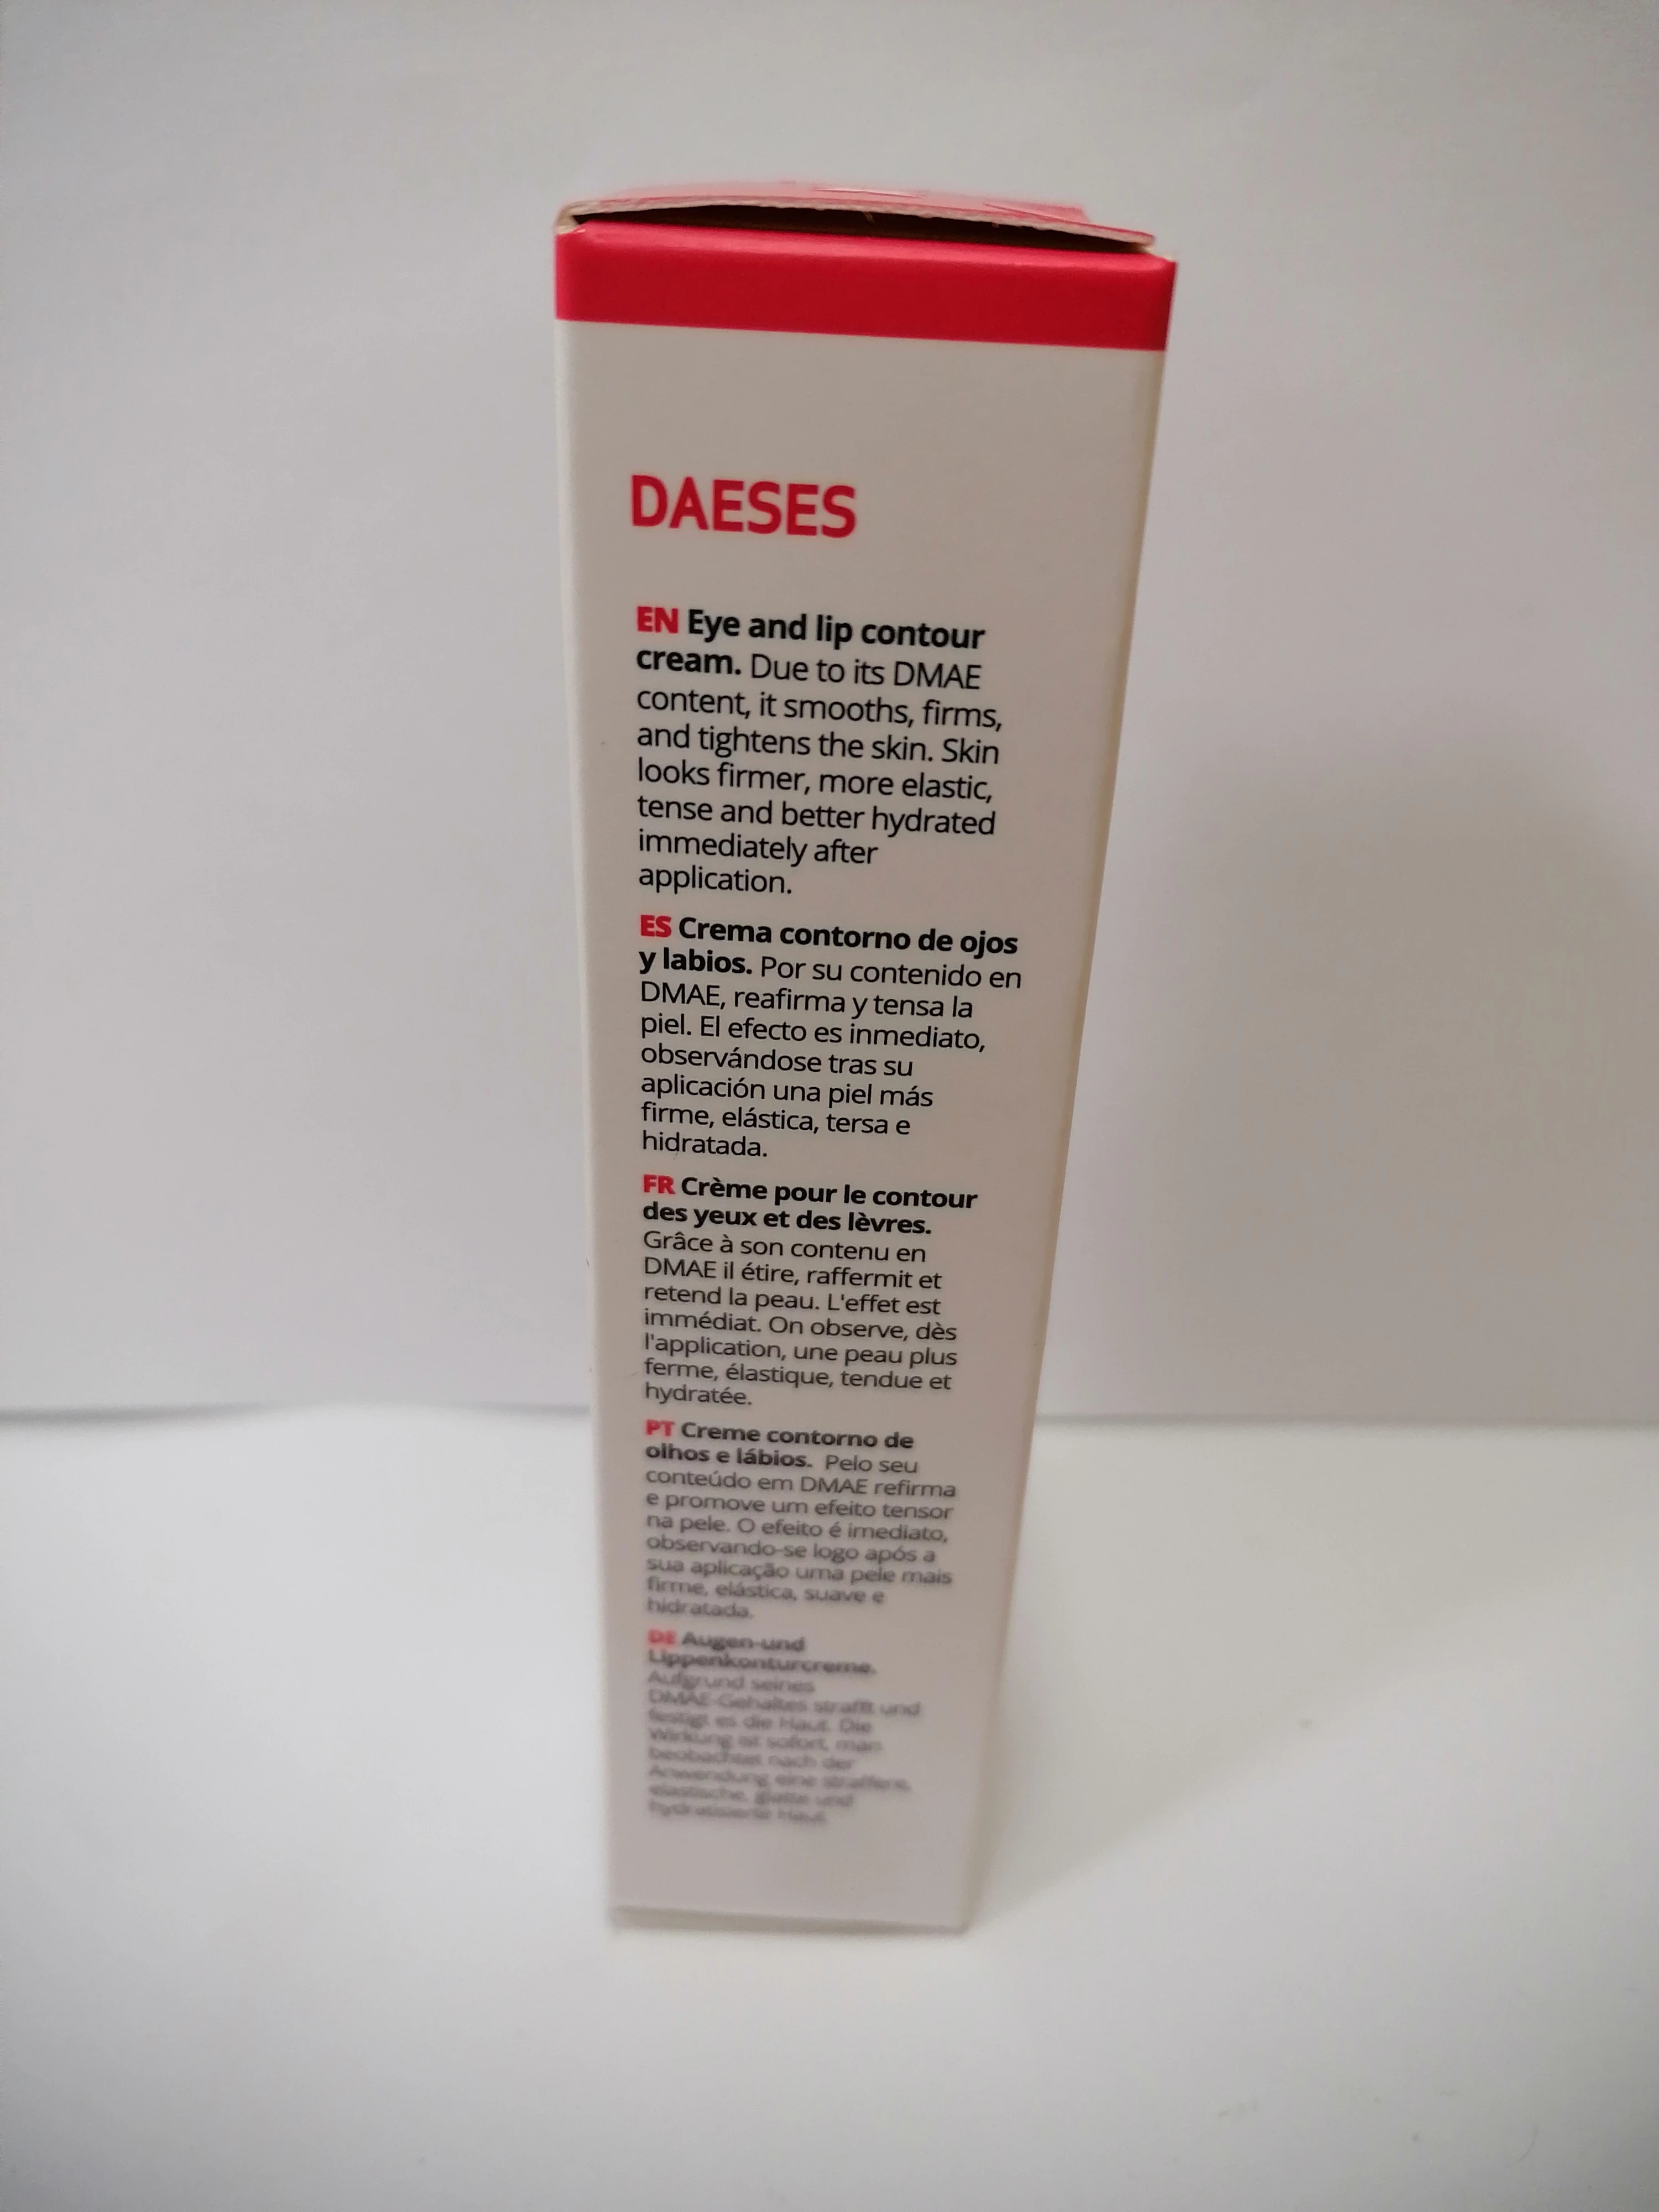 DAESES
EN Eye and lip contour
cream. Due to its DMAE
content, it smooths, firms,
and tightens the skin. Skin
looks firmer, more elastic,
tense and better hydrated
immediately after
application.
ES Crema contorno de ojos
y labios. Por su contenido en
DMAE, reafirma y tensa la
piel. El efecto es inmediato,
observándose tras su
aplicación una piel más
firme, elástica, tersa e
hidratada.
FR Crème pour le contour
des yeux et des lèvres.
Grâce à son contenu en
DMAE il étire, raffermit et
retend la peau. L'effet est
immédiat. On observe, dès
l'application, une peau plus
ferme, élastique, tendue et
hydratée.
PT Creme contorno de
olhos e lábios. Pelo seu
conteúdo em DMAE refirma
e promove um efeito tensor
na pele. O efeito é imediato,
observando-se logo após a
sua aplicação uma pele mais
firme, elástica, suave e
hidratada.
DE Augen-und
Lippenkonturcreme.
Aufgrund seines
DMAE-Gehaltes strafft und
festigt es die Haut. Die
Wirkung ist sofort, man
beobachtet nach der
Anwendung eine straffere,
elastische, glatte und
hydratisierte Haut.